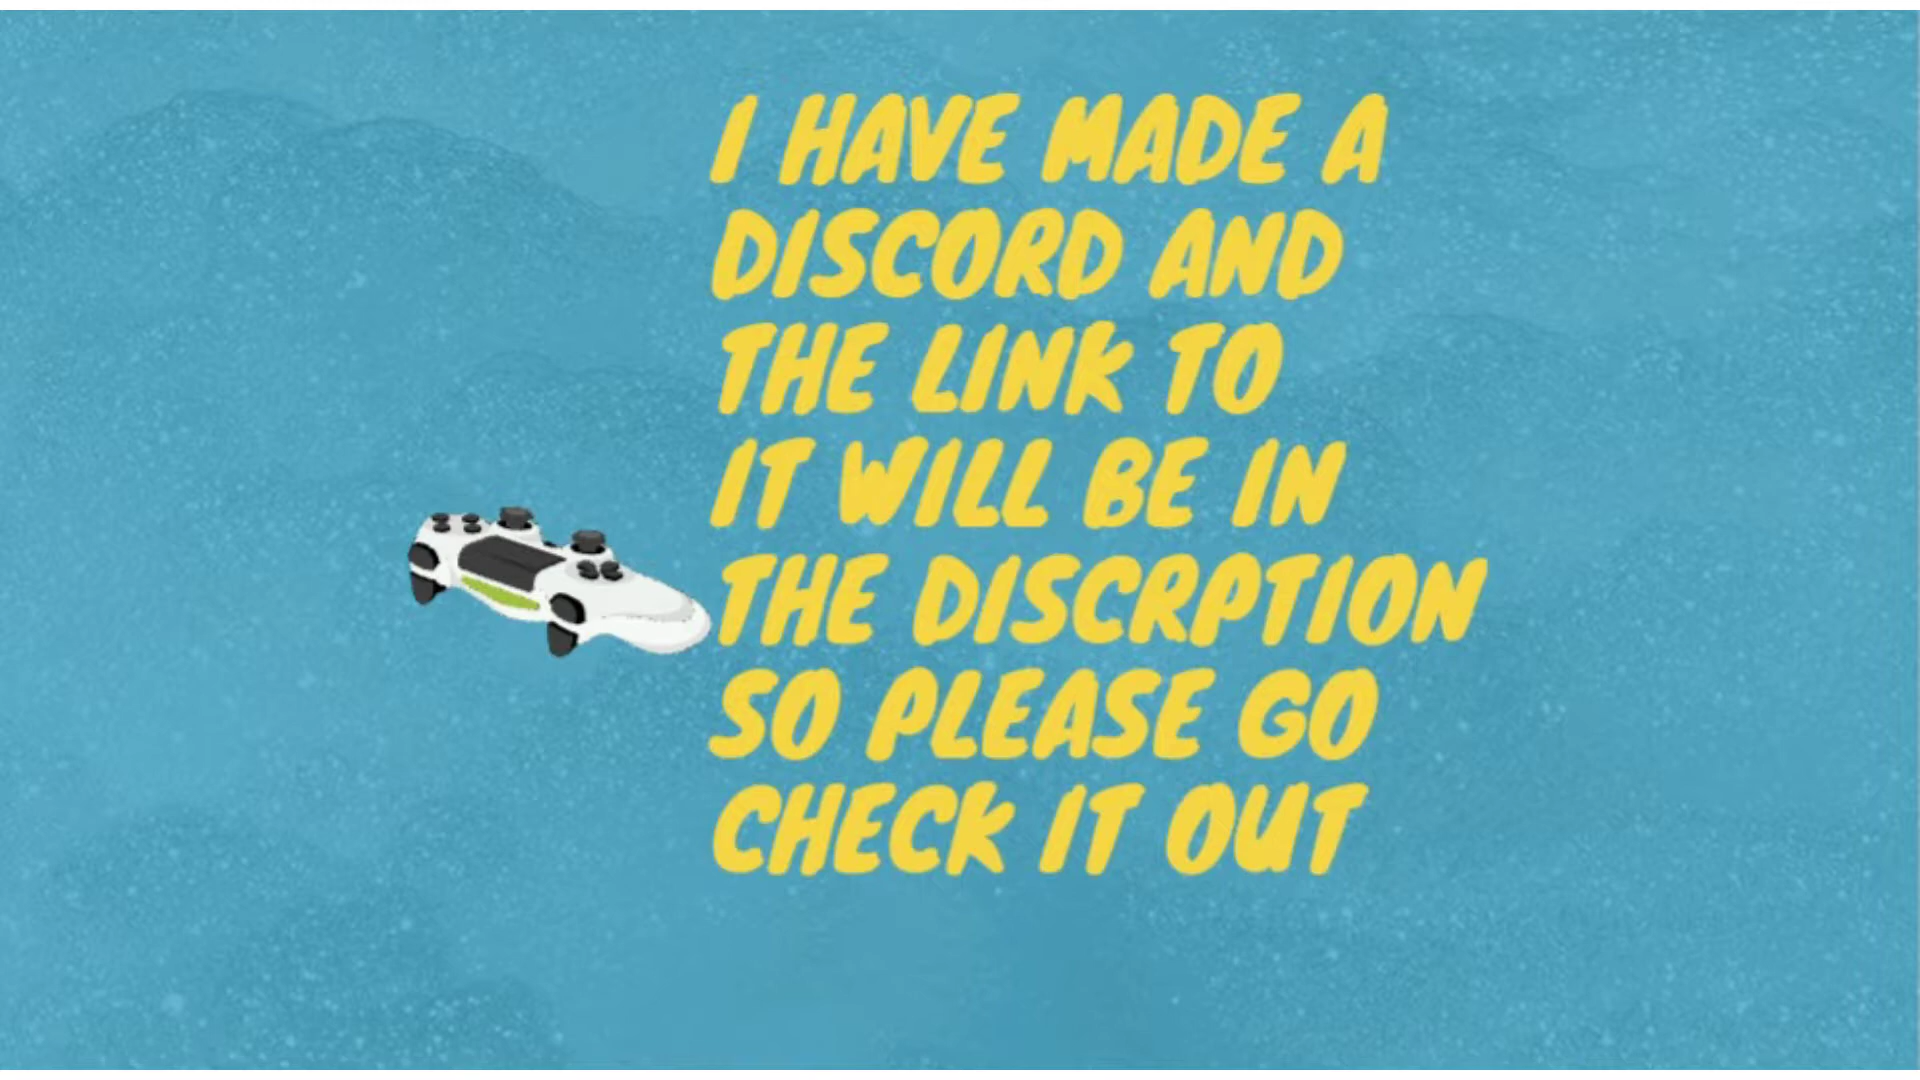 I HAVE MADE A
DISCORD AND
THE LINK TO
IT WILL BE IN
THE DISCRPTION
SO PLEASE GO
CHECK IT OUT